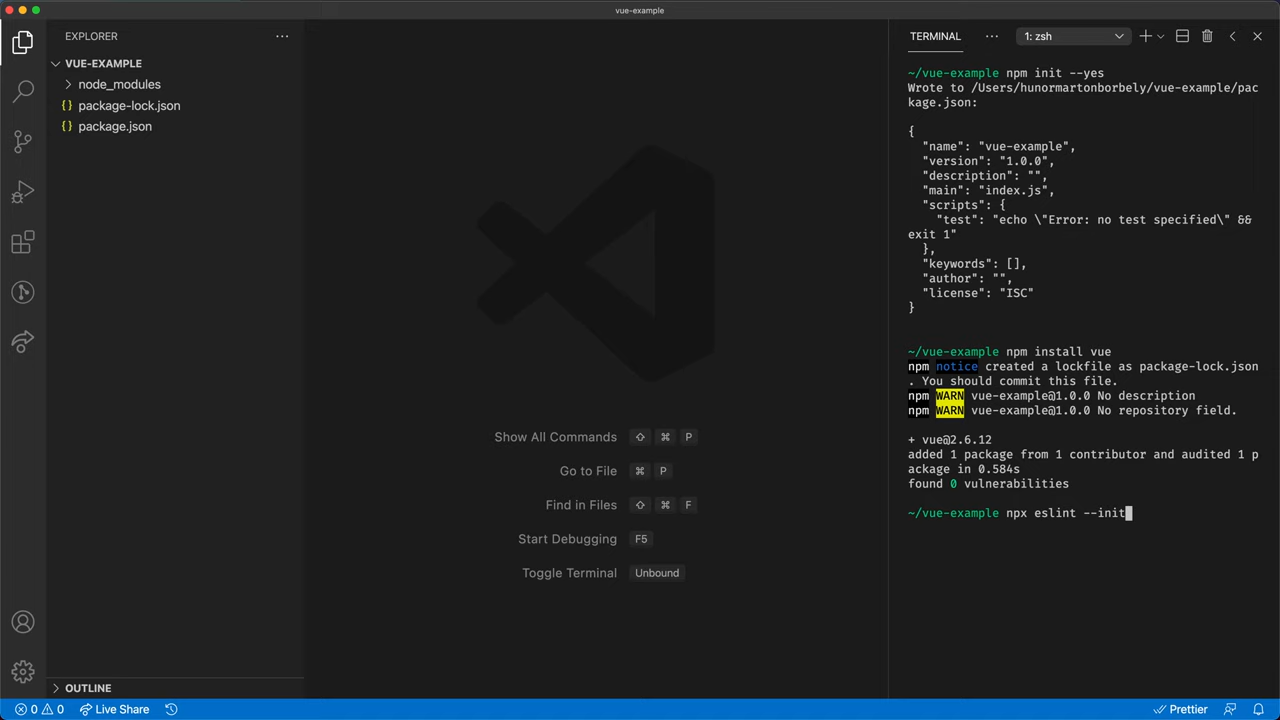 vue-example
EXPLORER
VUE-EXAMPLE
node_modules
{} package-lock.json
{} package.json
OUTLINE
Show All Commands ⇧ ⌘ P
Go to File ⌘ P
Find in Files ⇧ ⌘ F
Start Debugging F5
Toggle Terminal Unbound
TERMINAL ··· 1: zsh
~/vue-example npm init --yes
Wrote to /Users/hunormartonborbely/vue-example/pac
kage.json:
{
"name": "vue-example",
"version": "1.0.0",
"description": "",
"main": "index.js",
"scripts": {
"test": "echo \"Error: no test specified\" &&
exit 1"
},
"keywords": [],
"author": "",
"license": "ISC"
}
~/vue-example npm install vue
npm notice created a lockfile as package-lock.json
. You should commit this file.
npm WARN vue-example@1.0.0 No description
npm WARN vue-example@1.0.0 No repository field.
+ vue@2.6.12
added 1 package from 1 contributor and audited 1 p
ackage in 0.584s
found 0 vulnerabilities
~/vue-example npx eslint --init
0 0 Live Share Prettier